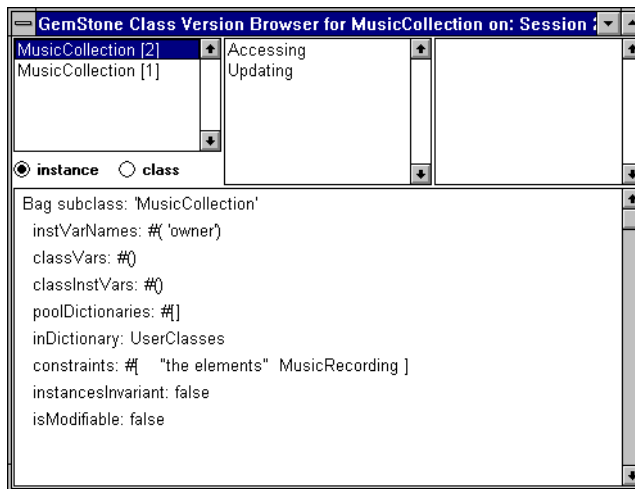 GemStone Class Version Browser for MusicCollection on: Session
MusicCollection [2]
MusicCollection [1]
Accessing
Updating
instance
class
Bag subclass: 'MusicCollection'
instVarNames: #( 'owner')
classVars: #()
classInstVars: #()
poolDictionaries: #[]
inDictionary: UserClasses
constraints: #[ "the elements" MusicRecording ]
instancesInvariant: false
isModifiable: false